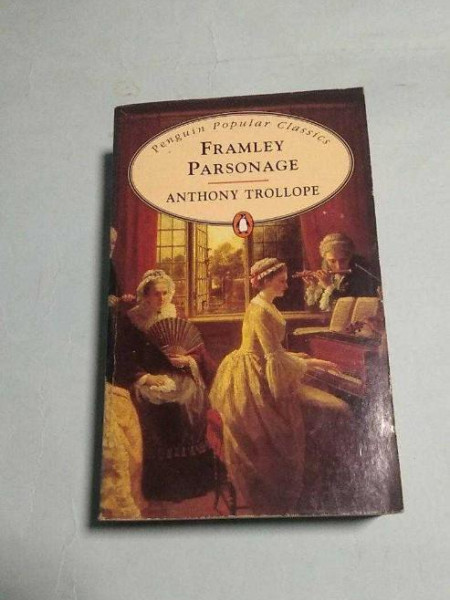 Penguin Popular Classics
FRAMLEY
PARSONAGE
ANTHONY TROLLOPE